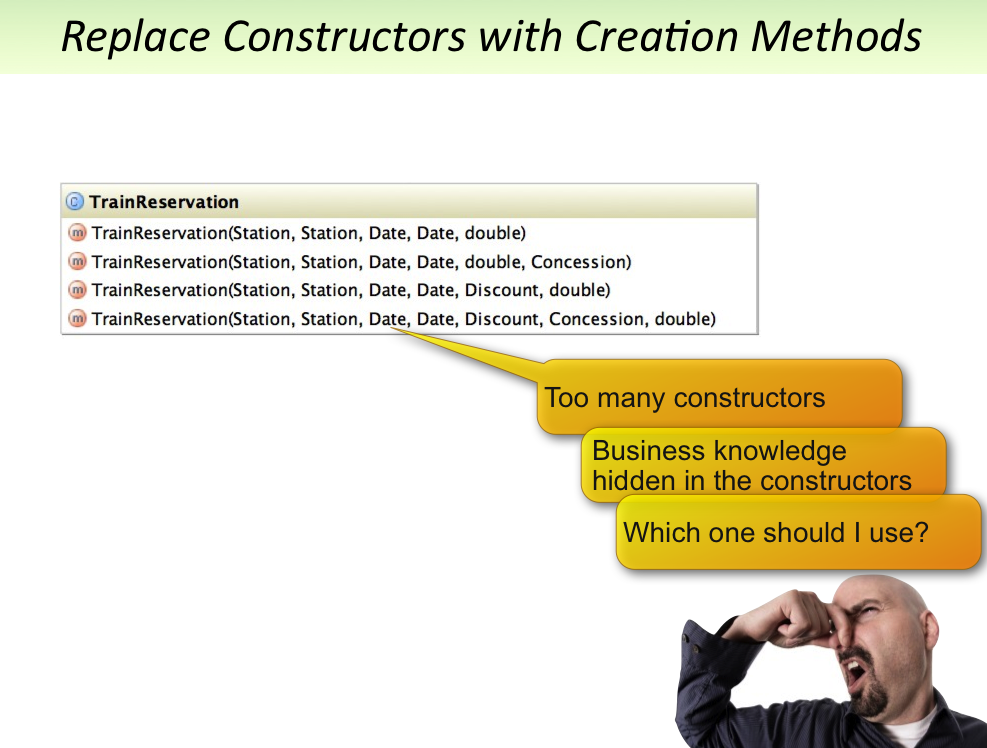 Replace Constructors with Creation Methods
C TrainReservation
m TrainReservation(Station, Station, Date, Date, double)
m TrainReservation(Station, Station, Date, Date, double, Concession)
m TrainReservation(Station, Station, Date, Date, Discount, double)
m TrainReservation(Station, Station, Date, Date, Discount, Concession, double)
Too many constructors
Business knowledge
hidden in the constructors
Which one should I use?